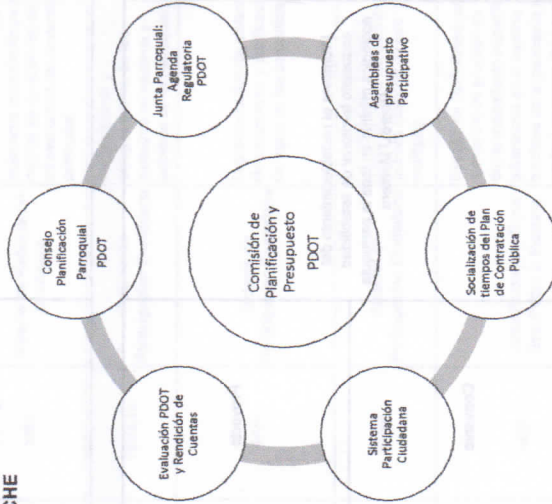 CHE
Consejo
Planificación
Parroquial
PDOT
Junta Parroquial:
Agenda
Regulatoria
PDOT
Asambleas de
presupuesto
Participativo
Socialización de
tiempos del Plan
de Contratación
Pública
Sistema
Participación
Ciudadana
Evaluación PDOT
y Rendición de
Cuentas
Comisión de
Planificación y
Presupuesto
PDOT